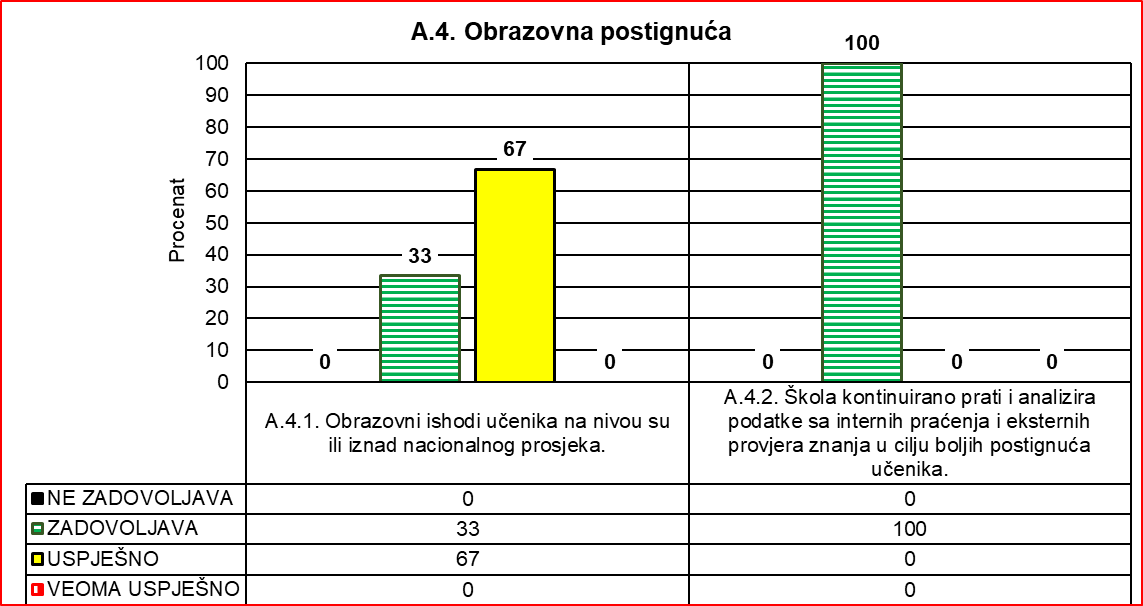 A.4. Obrazovna postignuća
Procenat
100
90
80
70
60
50
40
30
20
10
0
0
33
67
0
0
100
0
0
A.4.1. Obrazovni ishodi učenika na nivou su
ili iznad nacionalnog prosjeka.
A.4.2. Škola kontinuirano prati i analizira
podatke sa internih praćenja i eksternih
provjera znanja u cilju boljih postignuća
učenika.
NE ZADOVOLJAVA 0 0
ZADOVOLJAVA 33 100
USPJEŠNO 67 0
VEOMA USPJEŠNO 0 0